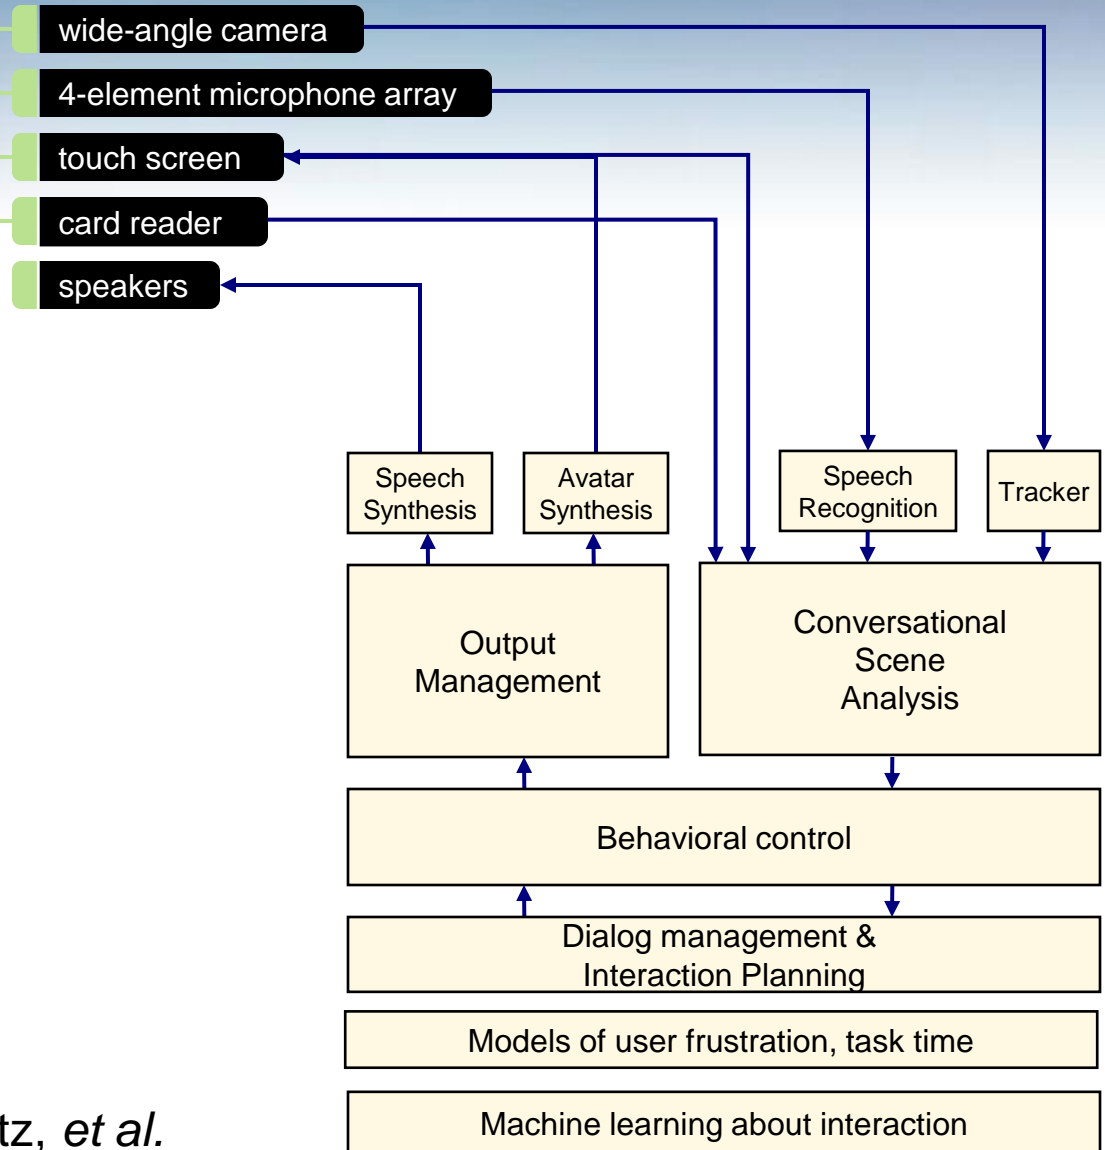 wide-angle camera
4-element microphone array
touch screen
card reader
speakers
Speech
Synthesis
Avatar
Synthesis
Speech
Recognition
Tracker
Output
Management
Conversational
Scene
Analysis
Behavioral control
Dialog management &
Interaction Planning
Models of user frustration, task time
Machine learning about interaction
tz, et al.